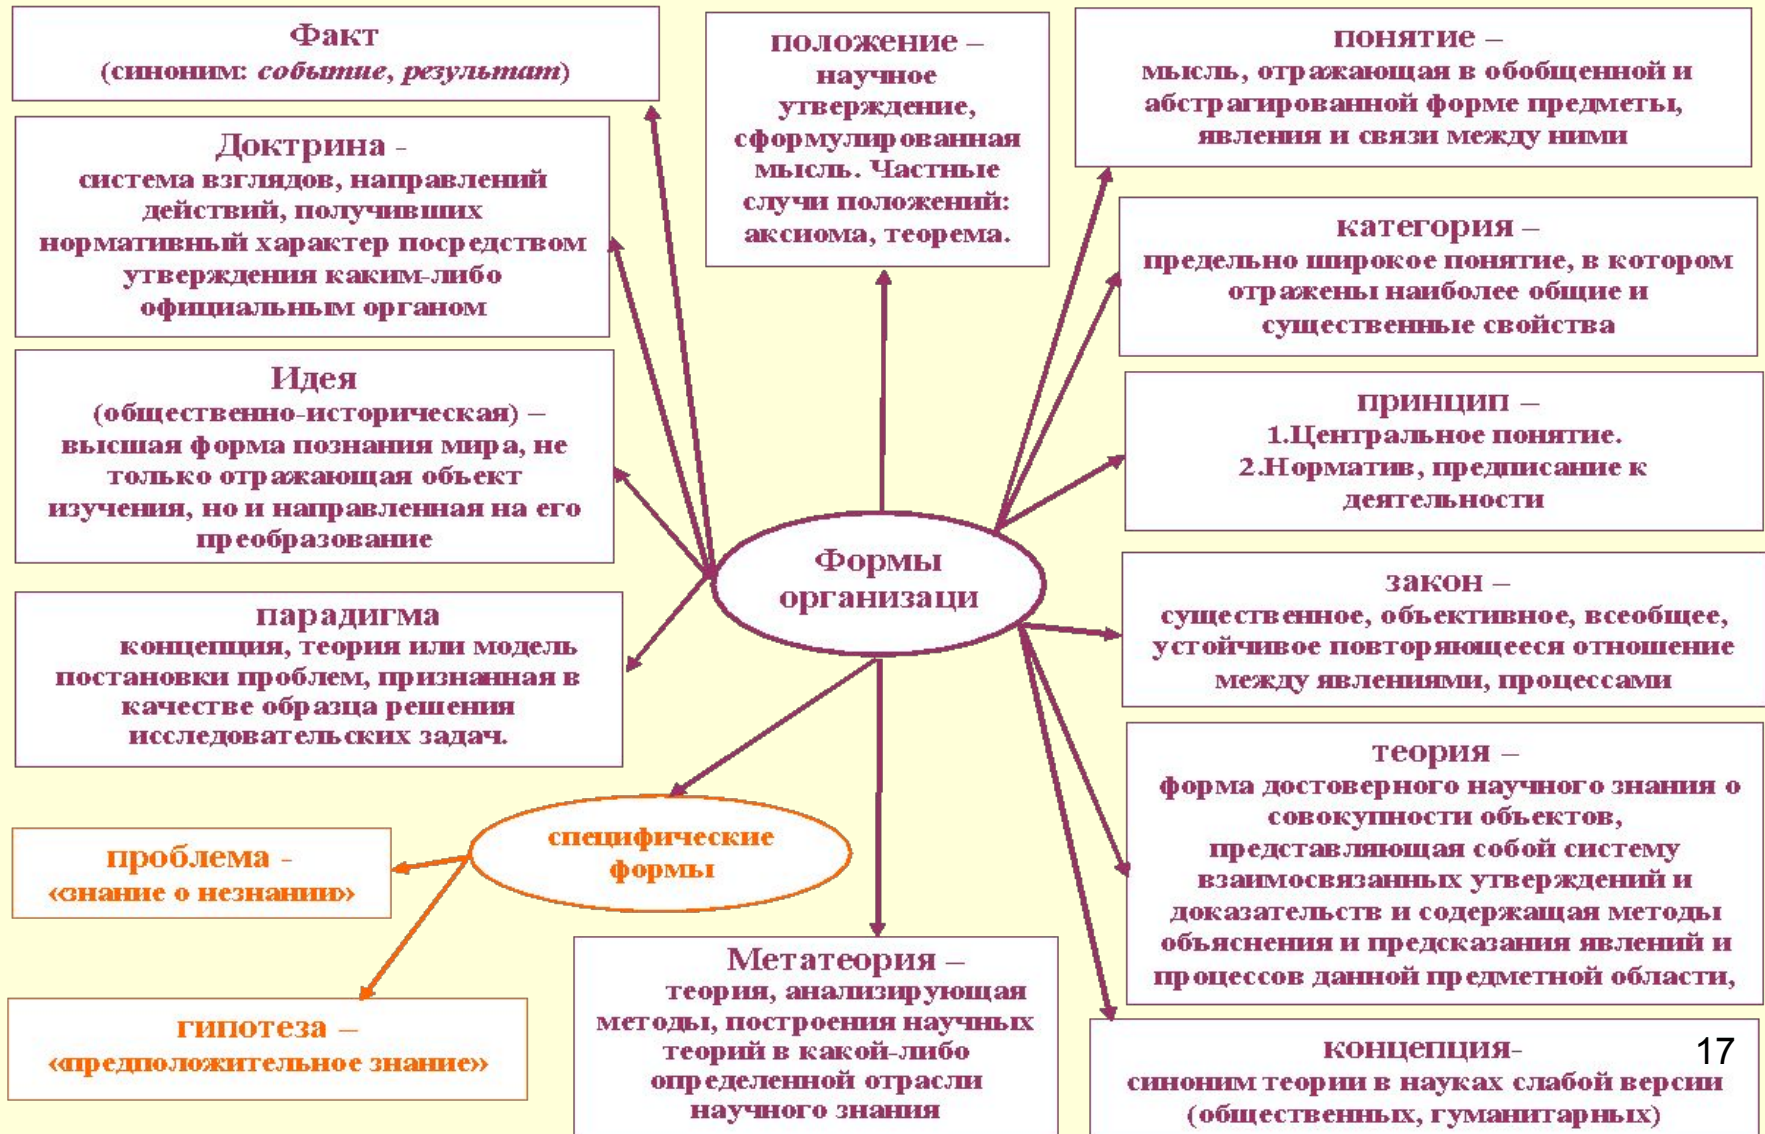 Факт
(синоним: событие, результат)
Доктрина -
система взглядов, направлений
действий, получивших
нормативный характер посредством
утверждения каким-либо
официальным органом
Идея
(общественно-историческая) –
высшая форма познания мира, не
только отражающая объект
изучения, но и направленная на его
преобразование
парадигма
концепция, теория или модель
постановки проблем, признанная в
качестве образца решения
исследовательских задач.
положение –
научное
утверждение,
сформулированная
мысль. Частные
случи положений:
аксиома, теорема.
понятие –
мысль, отражающая в обобщенной и
абстрагированной форме предметы,
явления и связи между ними
категория –
предельно широкое понятие, в котором
отражены наиболее общие и
существенные свойства
принцип –
1.Центральное понятие.
2.Норматив, предписание к
деятельности
Формы
организаци
закон –
существенное, объективное, всеобщее,
устойчивое повторяющееся отношение
между явлениями, процессами
теория –
форма достоверного научного знания о
совокупности объектов,
представляющая собой систему
взаимосвязанных утверждений и
доказательств и содержащая методы
объяснения и предсказания явлений и
процессов данной предметной области,
специфические
формы
проблема -
«знание о незнании»
гипотеза –
«предположительное знание»
Метатеория –
теория, анализирующая
методы, построения научных
теорий в какой-либо
определенной отрасли
научного знания
концепция-
синоним теории в науках слабой версии
(общественных, гуманитарных)
17